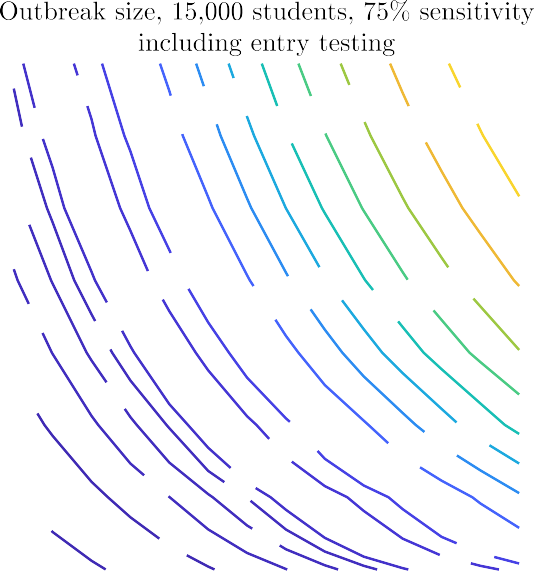 Outbreak size, 15,000 students, 75% sensitivity
including entry testing